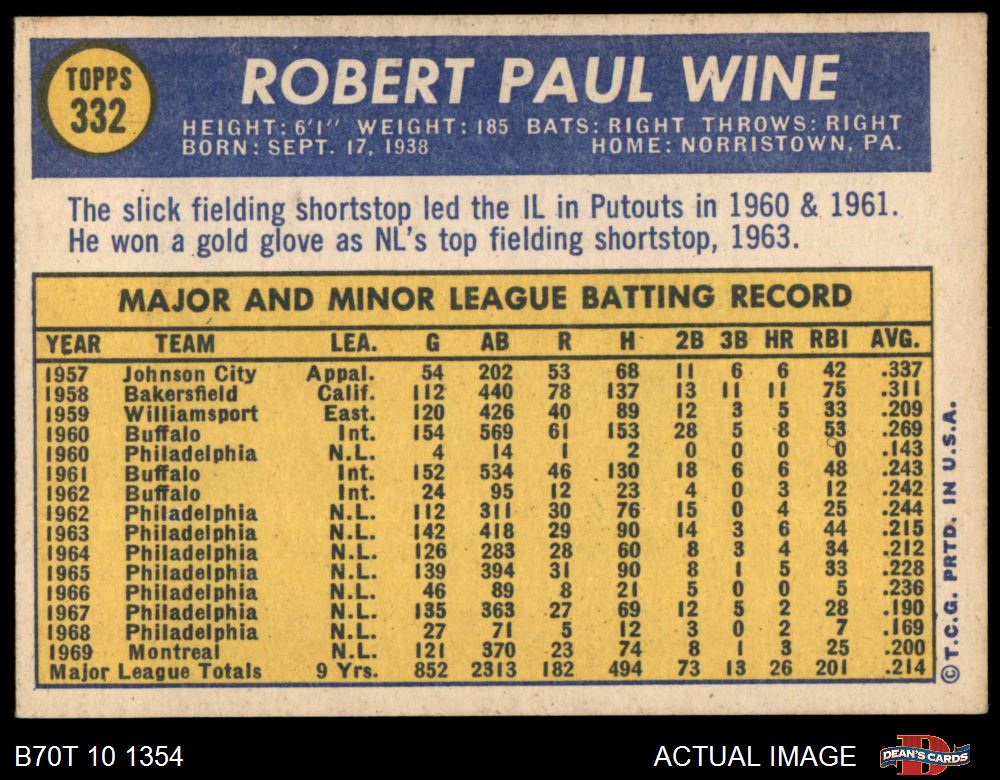 TOPPS
332
ROBERT PAUL WINE
HEIGHT: 6'1" WEIGHT: 185 BATS: RIGHT THROWS: RIGHT
BORN: SEPT. 17, 1938 HOME: NORRISTOWN, PA.
The slick fielding shortstop led the IL in Putouts in 1960 & 1961.
He won a gold glove as NL's top fielding shortstop, 1963.
MAJOR AND MINOR LEAGUE BATTING RECORD
YEAR TEAM LEA. G AB R H 2B 3B HR RBI AVG.
1957 Johnson City Appal. 54 202 53 68 11 6 6 42 .337
1958 Bakersfield Calif. 112 440 78 137 13 11 11 75 .311
1959 Williamsport East. 120 426 40 89 12 3 5 33 .209
1960 Buffalo Int. 154 569 61 153 28 5 8 53 .269
1960 Philadelphia N.L. 4 14 1 2 0 0 0 0 .143
1961 Buffalo Int. 152 534 46 130 18 6 6 48 .243
1962 Buffalo Int. 24 95 12 23 4 0 3 12 .242
1962 Philadelphia N.L. 112 311 30 76 15 0 4 25 .244
1963 Philadelphia N.L. 142 418 29 90 14 3 6 44 .215
1964 Philadelphia N.L. 126 283 28 60 8 3 4 34 .212
1965 Philadelphia N.L. 139 394 31 90 8 1 5 33 .228
1966 Philadelphia N.L. 46 89 8 21 5 0 0 5 .236
1967 Philadelphia N.L. 135 363 27 69 12 5 2 28 .190
1968 Philadelphia N.L. 27 71 5 12 3 0 2 7 .169
1969 Montreal N.L. 121 370 23 74 8 1 3 25 .200
Major League Totals 9 Yrs. 852 2313 182 494 73 13 26 201 .214
© T.C.G. PRTD. IN U.S.A.
B70T 10 1354 ACTUAL IMAGE DEAN'S CARDS